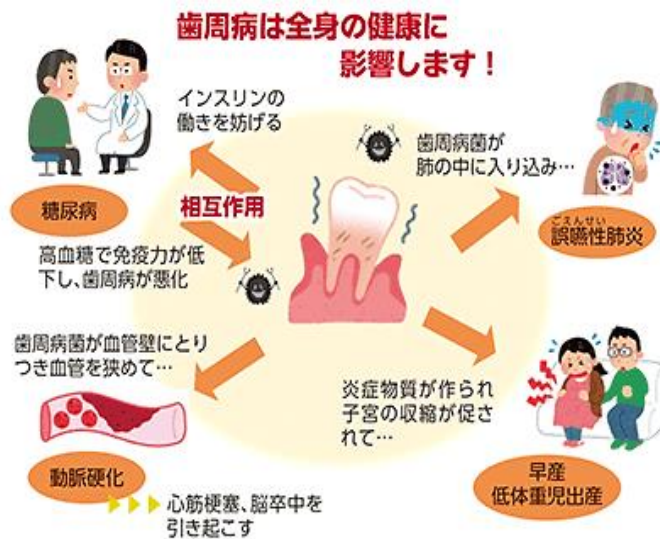 歯周病は全身の健康に
影響します！
インスリンの
働きを妨げる
糖尿病
相互作用
高血糖で免疫力が低
下し、歯周病が悪化
歯周病菌が
肺の中に入り込み…
ごえんせい
誤嚥性肺炎
歯周病菌が血管壁にとり
つき血管を狭めて…
動脈硬化
心筋梗塞、脳卒中を
引き起こす
炎症物質が作られ
子宮の収縮が促さ
れて…
早産
低体重児出産